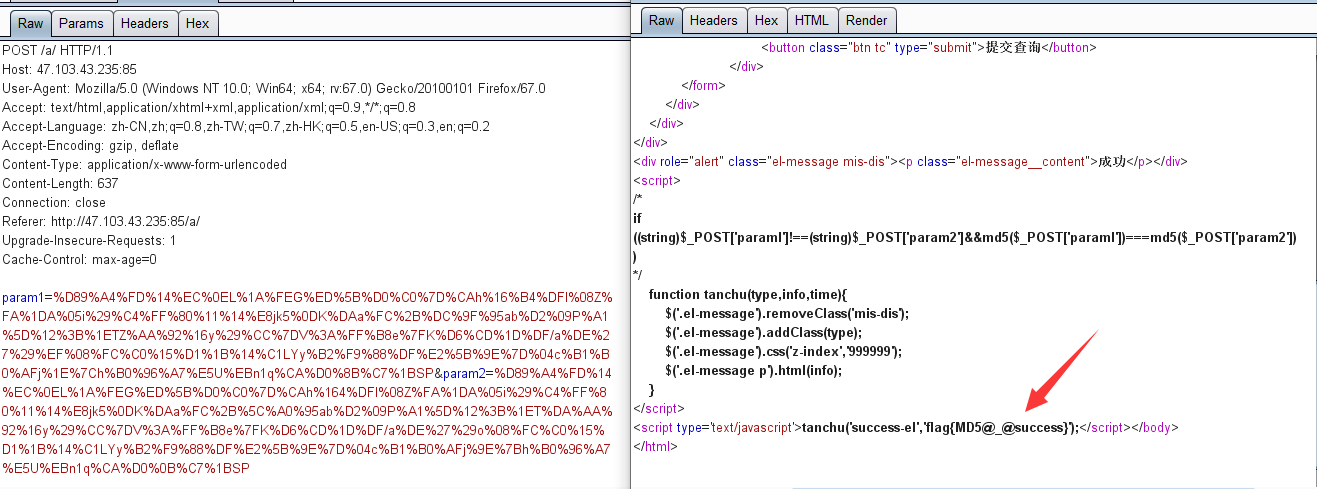 Raw Params Headers Hex
POST /a/ HTTP/1.1
Host: 47.103.43.235:85
User-Agent: Mozilla/5.0 (Windows NT 10.0; Win64; x64; rv:67.0) Gecko/20100101 Firefox/67.0
Accept: text/html,application/xhtml+xml,application/xml;q=0.9,*/*;q=0.8
Accept-Language: zh-CN,zh;q=0.8,zh-TW;q=0.7,zh-HK;q=0.5,en-US;q=0.3,en;q=0.2
Accept-Encoding: gzip, deflate
Content-Type: application/x-www-form-urlencoded
Content-Length: 637
Connection: close
Referer: http://47.103.43.235:85/a/
Upgrade-Insecure-Requests: 1
Cache-Control: max-age=0
param1=%D89%A4%FD%14%EC%0EL%1A%FEG%ED%5B%D0%C0%7D%CAh%16%B4%DFl%08Z%
FA%1DA%05i%29%C4%FF%80%11%14%E8jk5%0DK%DAa%FC%2B%DC%9F%95ab%D2%09P%A
1%5D%12%3B%1ETZ%AA%92%16y%29%CC%7DV%3A%FF%B8e%7FK%D6%CD%1D%DF/a%DE%2
7%29%EF%08%FC%C0%15%D1%1B%14%C1LYy%B2%F9%88%DF%E2%5B%9E%7D%04c%B1%B
0%AFj%1E%7Ch%B0%96%A7%E5U%EBn1q%CA%D0%8B%C7%1BSP&param2=%D89%A4%FD%14
%EC%0EL%1A%FEG%ED%5B%D0%C0%7D%CAh%164%DFl%08Z%FA%1DA%05i%29%C4%FF%8
0%11%14%E8jk5%0DK%DAa%FC%2B%5C%A0%95ab%D2%09P%A1%5D%12%3B%1ET%DA%AA%
92%16y%29%CC%7DV%3A%FF%B8e%7FK%D6%CD%1D%DF/a%DE%27%29o%08%FC%C0%15%
D1%1B%14%C1LYy%B2%F9%88%DF%E2%5B%9E%7D%04c%B1%B0%AFj%9E%7Bh%B0%96%A7
%E5U%EBn1q%CA%D0%0B%C7%1BSP
Raw Headers Hex HTML Render
<button class="btn tc" type="submit">提交查询</button>
</div>
</form>
</div>
</div>
</div>
<div role="alert" class="el-message mis-dis"><p class="el-message__content">成功</p></div>
<script>
/*
if
((string)$_POST['param1']!==(string)$_POST['param2']&&md5($_POST['param1'])===md5($_POST['param2'])
)
*/
function tanchu(type,info,time){
$('.el-message').removeClass('mis-dis');
$('.el-message').addClass(type);
$('.el-message').css('z-index','999999');
$('.el-message p').html(info);
}
</script>
<script type='text/javascript'>tanchu('success-el','flag{MD5@_@success}');</script></body>
</html>